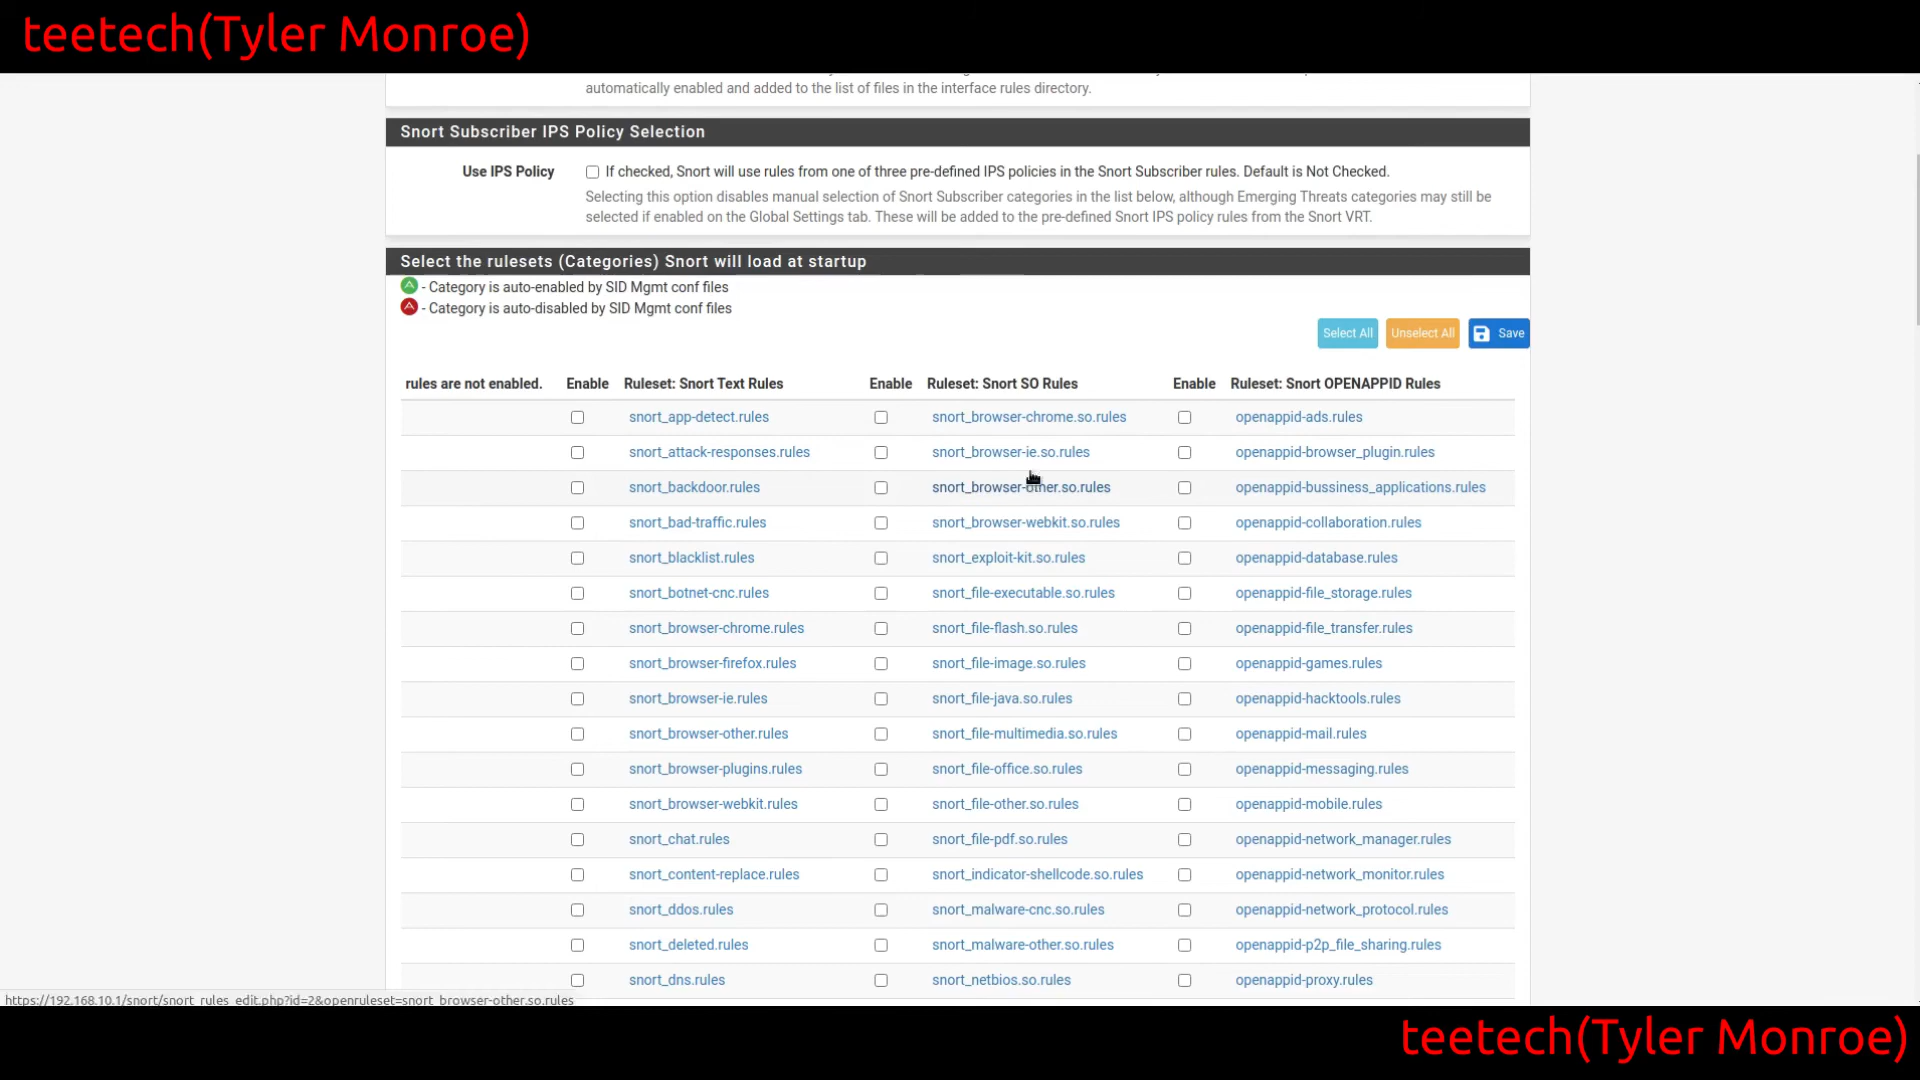 teetech(Tyler Monroe)
automatically enabled and added to the list of files in the interface rules directory.
Snort Subscriber IPS Policy Selection
Use IPS Policy
If checked, Snort will use rules from one of three pre-defined IPS policies in the Snort Subscriber rules. Default is Not Checked.
Selecting this option disables manual selection of Snort Subscriber categories in the list below, although Emerging Threats categories may still be
selected if enabled on the Global Settings tab. These will be added to the pre-defined Snort IPS policy rules from the Snort VRT.
Select the rulesets (Categories) Snort will load at startup
- Category is auto-enabled by SID Mgmt conf files
- Category is auto-disabled by SID Mgmt conf files
Select All Unselect All Save
rules are not enabled. Enable Ruleset: Snort Text Rules Enable Ruleset: Snort SO Rules Enable Ruleset: Snort OPENAPPID Rules
snort_app-detect.rules snort_browser-chrome.so.rules openappid-ads.rules
snort_attack-responses.rules snort_browser-ie.so.rules openappid-browser_plugin.rules
snort_backdoor.rules snort_browser-other.so.rules openappid-bussiness_applications.rules
snort_bad-traffic.rules snort_browser-webkit.so.rules openappid-collaboration.rules
snort_blacklist.rules snort_exploit-kit.so.rules openappid-database.rules
snort_botnet-cnc.rules snort_file-executable.so.rules openappid-file_storage.rules
snort_browser-chrome.rules snort_file-flash.so.rules openappid-file_transfer.rules
snort_browser-firefox.rules snort_file-image.so.rules openappid-games.rules
snort_browser-ie.rules snort_file-java.so.rules openappid-hacktools.rules
snort_browser-other.rules snort_file-multimedia.so.rules openappid-mail.rules
snort_browser-plugins.rules snort_file-office.so.rules openappid-messaging.rules
snort_browser-webkit.rules snort_file-other.so.rules openappid-mobile.rules
snort_chat.rules snort_file-pdf.so.rules openappid-network_manager.rules
snort_content-replace.rules snort_indicator-shellcode.so.rules openappid-network_monitor.rules
snort_ddos.rules snort_malware-cnc.so.rules openappid-network_protocol.rules
snort_deleted.rules snort_malware-other.so.rules openappid-p2p_file_sharing.rules
snort_dns.rules snort_netbios.so.rules openappid-proxy.rules
https://192.168.10.1/snort/snort_rules_edit.php?id=2&openruleset=snort_browser-other.so.rules
teetech(Tyler Monroe)